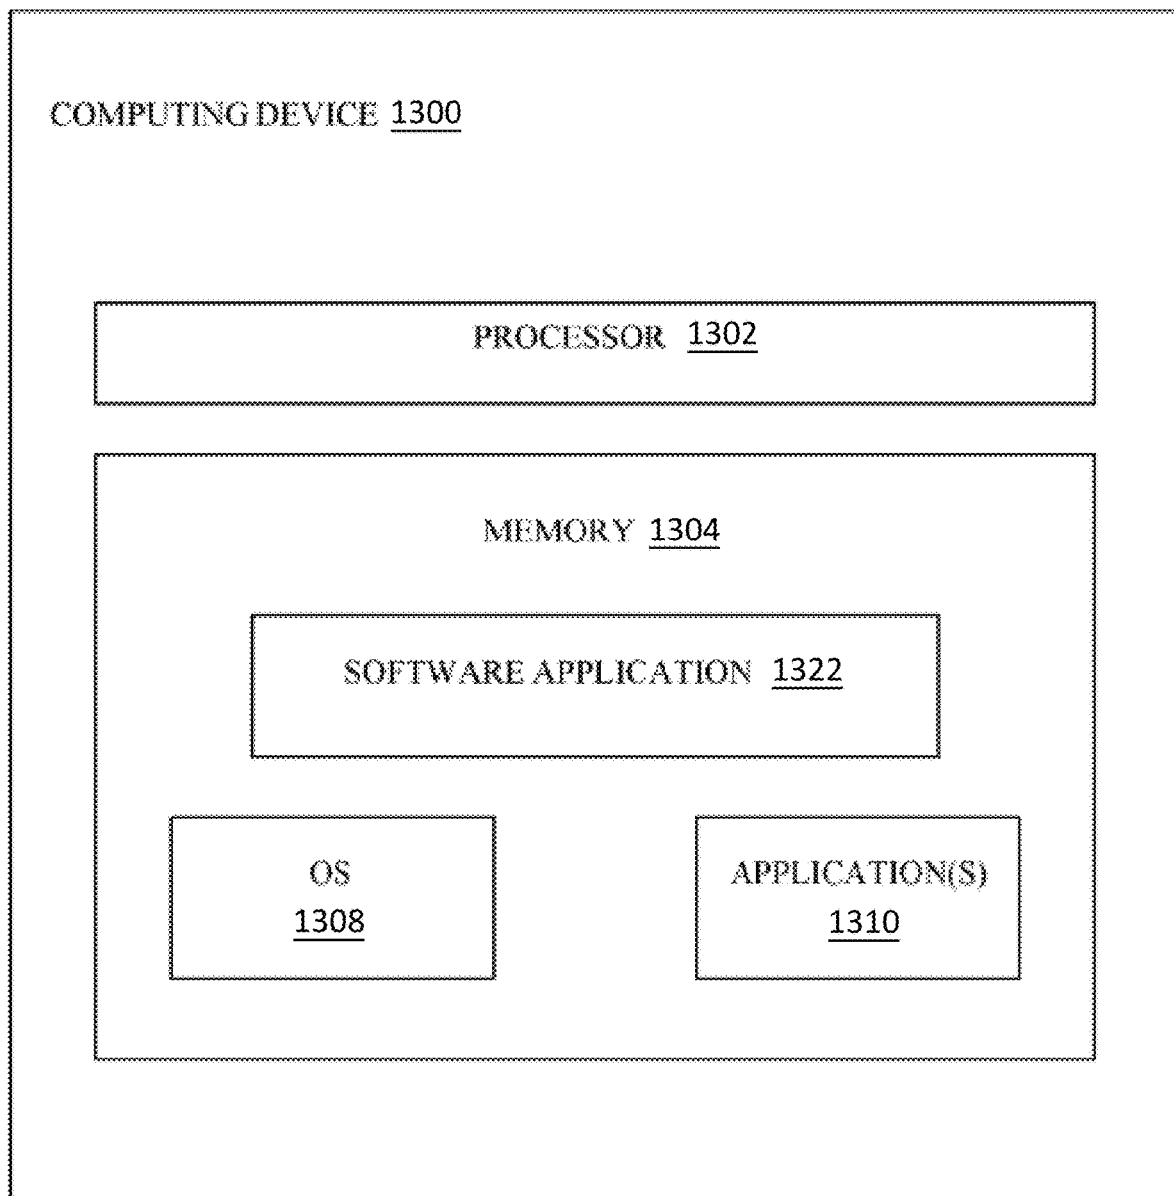 COMPUTING DEVICE 1300
PROCESSOR 1302
MEMORY 1304
SOFTWARE APPLICATION 1322
OS
1308
APPLICATION(S)
1310